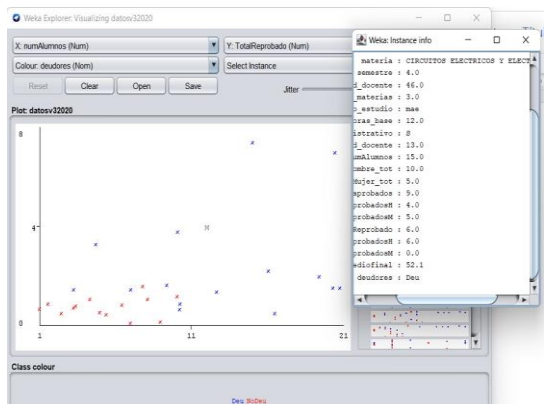 Weka Explorer: Visualizing datosv32020
X: numAlumnos (Num)
Y: TotalReprobado (Num)
Colour: deudores (Nom)
Select Instance
Reset
Clear
Open
Save
Jitter
Plot: datosv32020
8
4
0
1
11
21
Class colour
Deu NoDeu
Weka: Instance info
materia : CIRCUITOS ELECTRICOS Y ELECT
semestre : 4.0
d_docente : 46.0
_materias : 3.0
o_estudio : mae
oras_base : 12.0
istrativo : S
d_docente : 13.0
umAlumnos : 15.0
ombre_tot : 10.0
Mujer_tot : 5.0
aprobados : 9.0
probadosH : 4.0
probadosM : 5.0
Reprobado : 6.0
probadosH : 6.0
probadosM : 0.0
ediofinal : 52.1
deudores : Deu